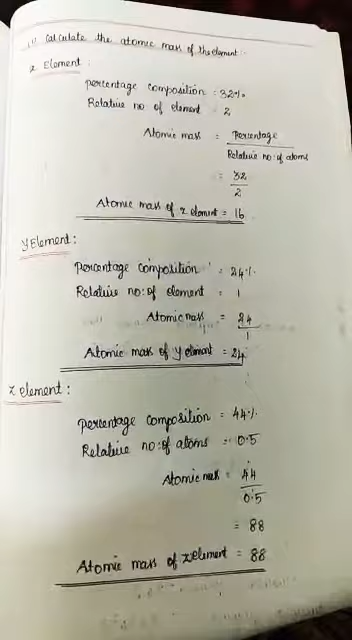 1) Calculate the atomic mass of the element:-
x Element:
percentage composition : 32%
Relative no of element = 2
Atomic mass = Percentage
Relative no: of atoms
= 32
2
Atomic mass of x element = 16
y Element:
Percentage composition = 24%
Relative no: of element = 1
Atomic mass = 24
1
Atomic mass of y element = 24
z element:
percentage composition = 44%
Relative no: of atoms = 0.5
Atomic mass = 44
0.5
= 88
Atomic mass of z element = 88